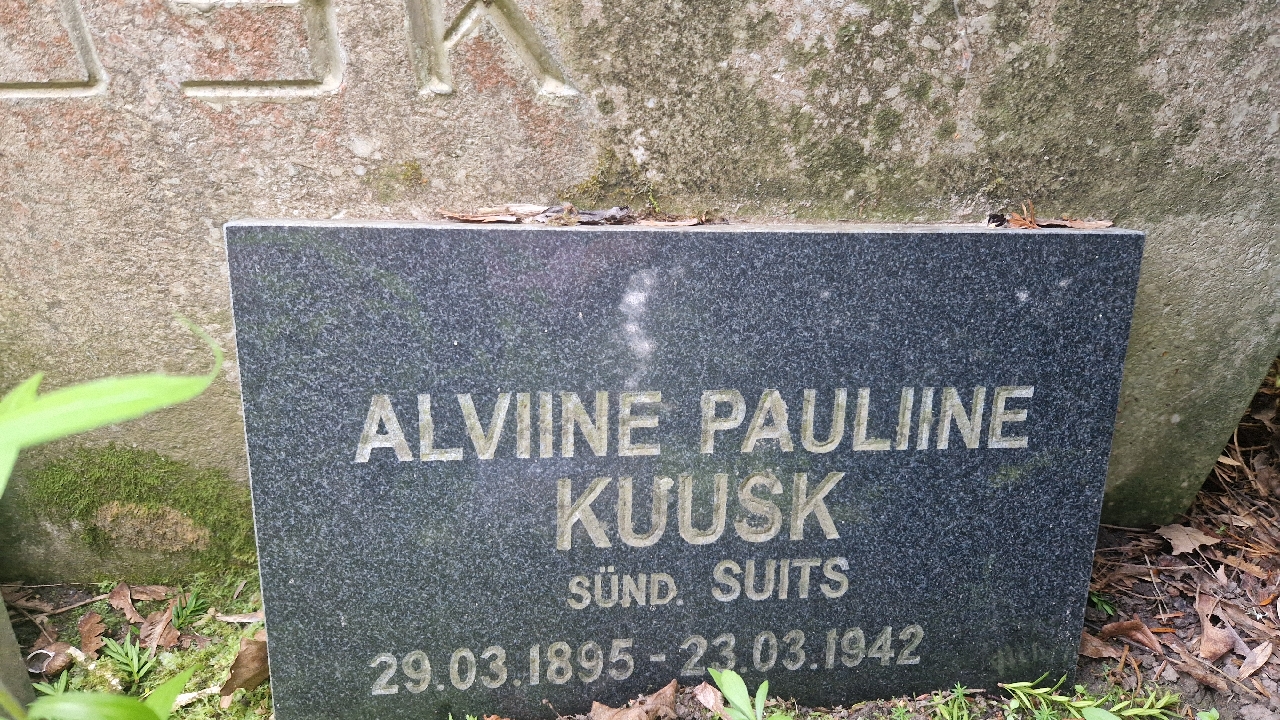 ALVIINE PAULIINE
KUUSK
SÜND. SUITS
29.03.1895 - 23.03.1942